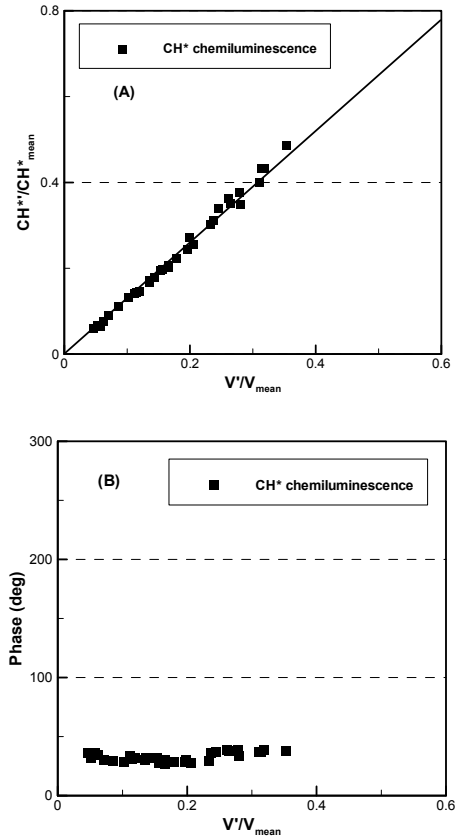 0.8
CH* chemiluminescence
(A)
CH*'/CH*mean
0.4
0
0
0.2
0.4
0.6
V'/Vmean
300
(B)
CH* chemiluminescence
200
Phase (deg)
100
0
0
0.2
0.4
0.6
V'/Vmean